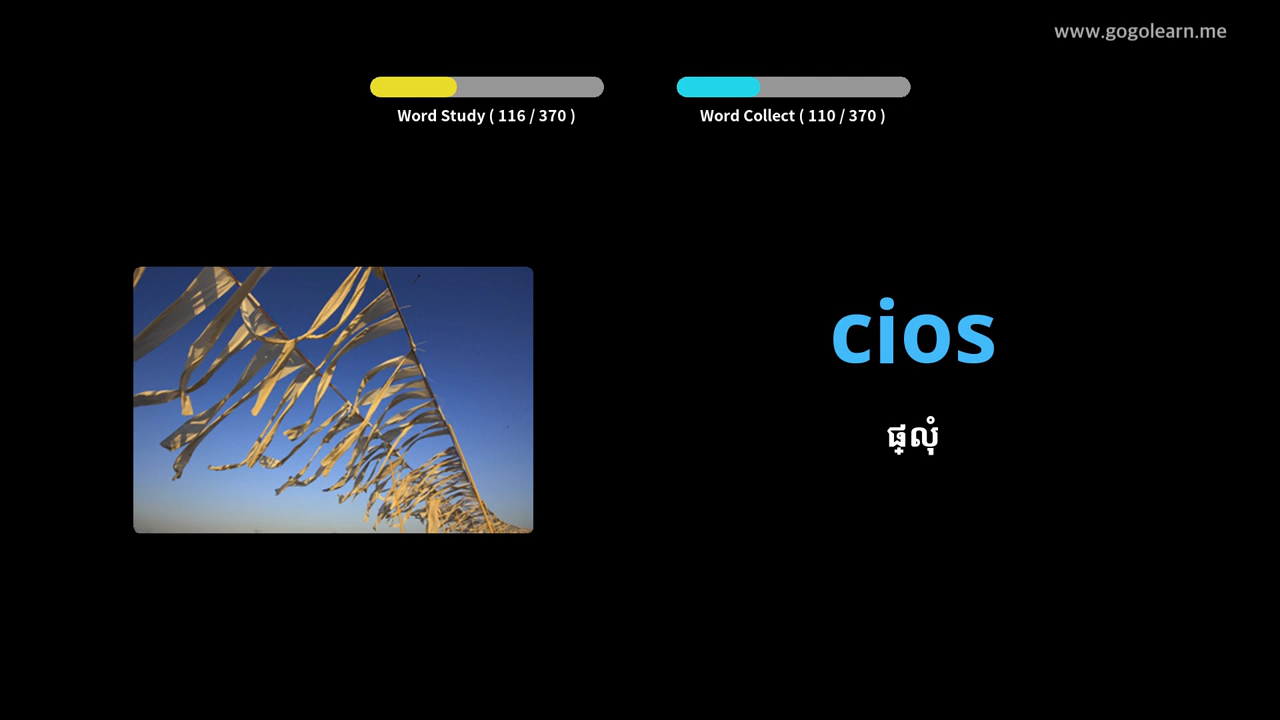 www.gogolearn.me
Word Study ( 116 / 370 )
Word Collect ( 110 / 370 )
cios
ផ្លុំ